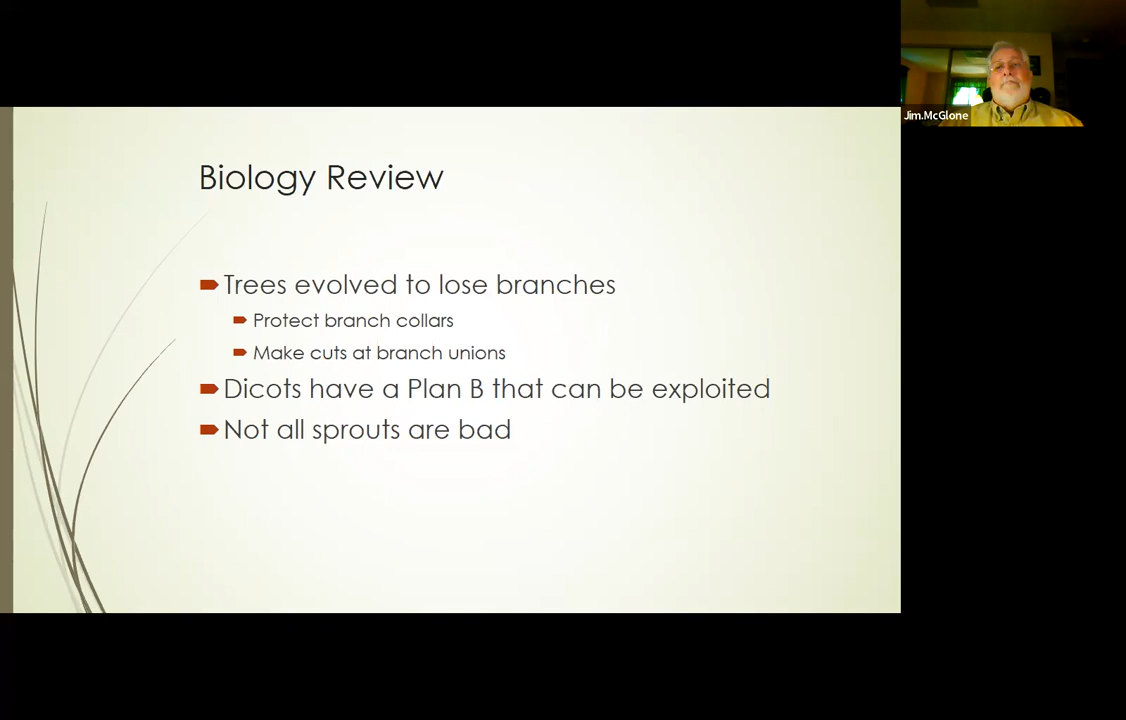 Jim.McGlone
Biology Review
Trees evolved to lose branches
Protect branch collars
Make cuts at branch unions
Dicots have a Plan B that can be exploited
Not all sprouts are bad